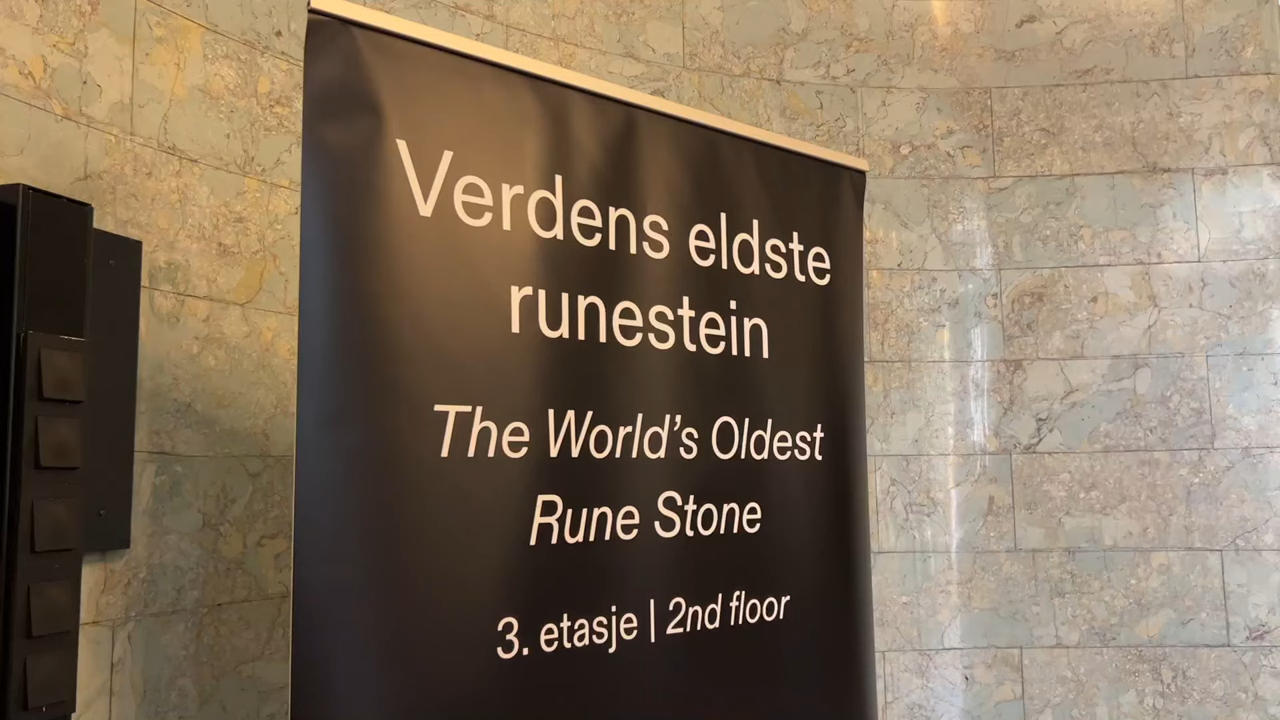 Verdens eldste
runestein
The World's Oldest
Rune Stone
3. etasje | 2nd floor